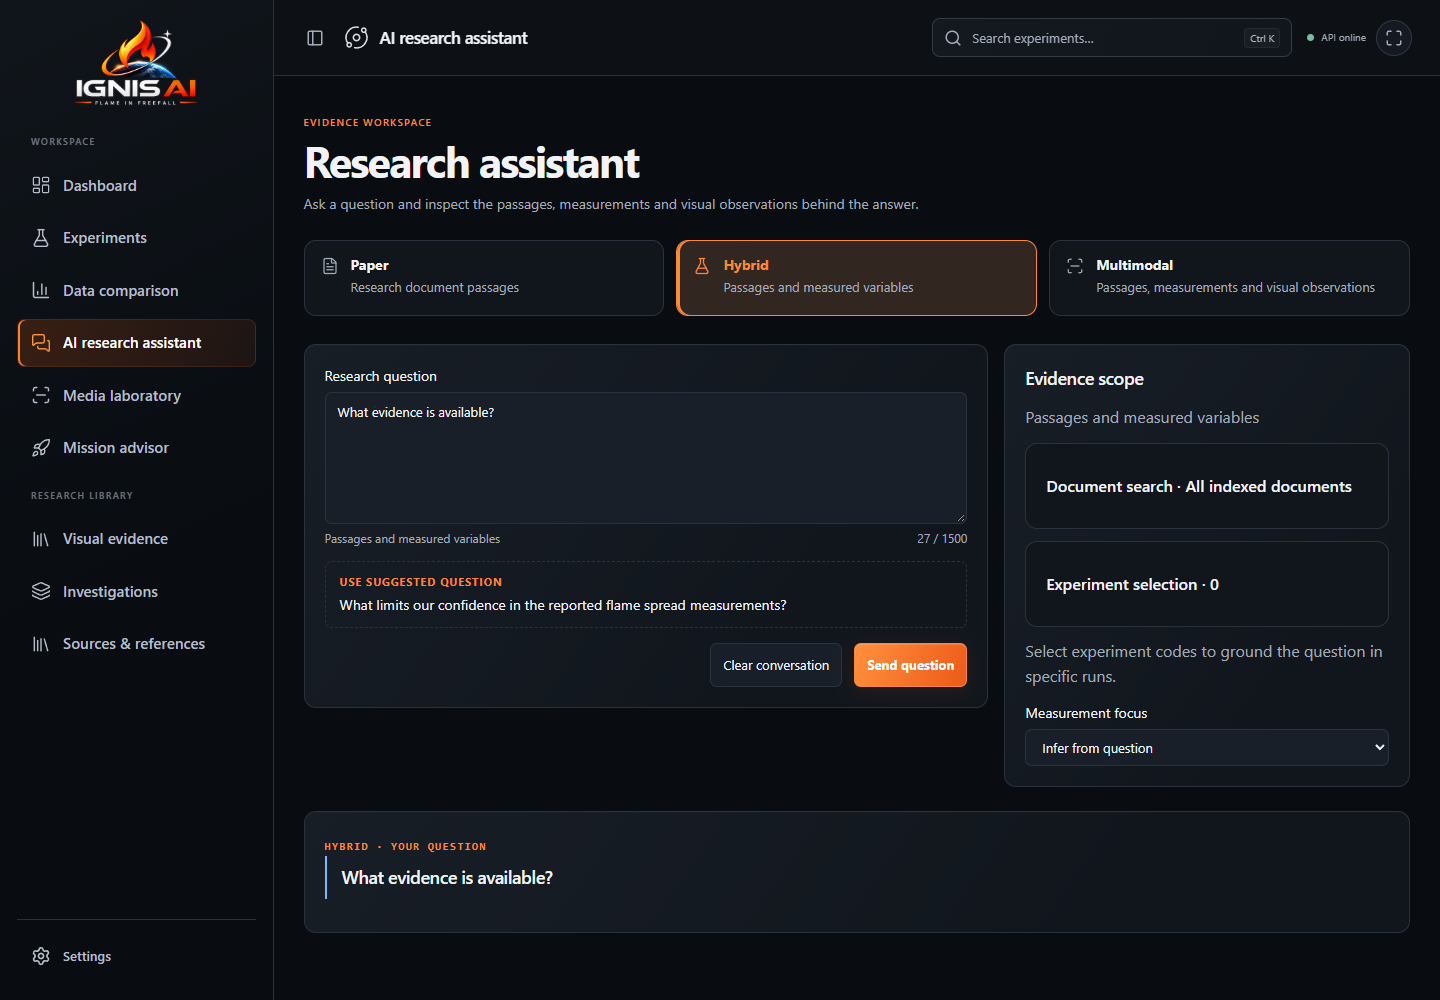 IGNIS AI
FLAME IN FREEFALL
WORKSPACE
Dashboard
Experiments
Data comparison
AI research assistant
Media laboratory
Mission advisor
RESEARCH LIBRARY
Visual evidence
Investigations
Sources & references
Settings
AI research assistant
Search experiments...
Ctrl K
API online
EVIDENCE WORKSPACE
Research assistant
Ask a question and inspect the passages, measurements and visual observations behind the answer.
Paper
Research document passages
Hybrid
Passages and measured variables
Multimodal
Passages, measurements and visual observations
Research question
What evidence is available?
Passages and measured variables
27 / 1500
USE SUGGESTED QUESTION
What limits our confidence in the reported flame spread measurements?
Clear conversation
Send question
Evidence scope
Passages and measured variables
Document search · All indexed documents
Experiment selection · 0
Select experiment codes to ground the question in
specific runs.
Measurement focus
Infer from question
HYBRID · YOUR QUESTION
What evidence is available?